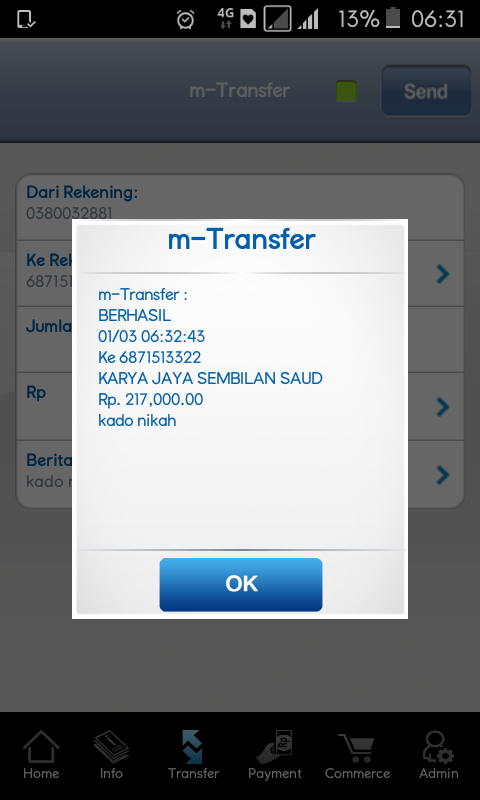 4G 13% 06:31
m-Transfer Send
Dari Rekening:
0380032881
Ke Rek
687151
Jumla
Rp
Berita
kado n
m-Transfer
m-Transfer :
BERHASIL
01/03 06:32:43
Ke 6871513322
KARYA JAYA SEMBILAN SAUD
Rp. 217,000.00
kado nikah
OK
Home Info Transfer Payment Commerce Admin